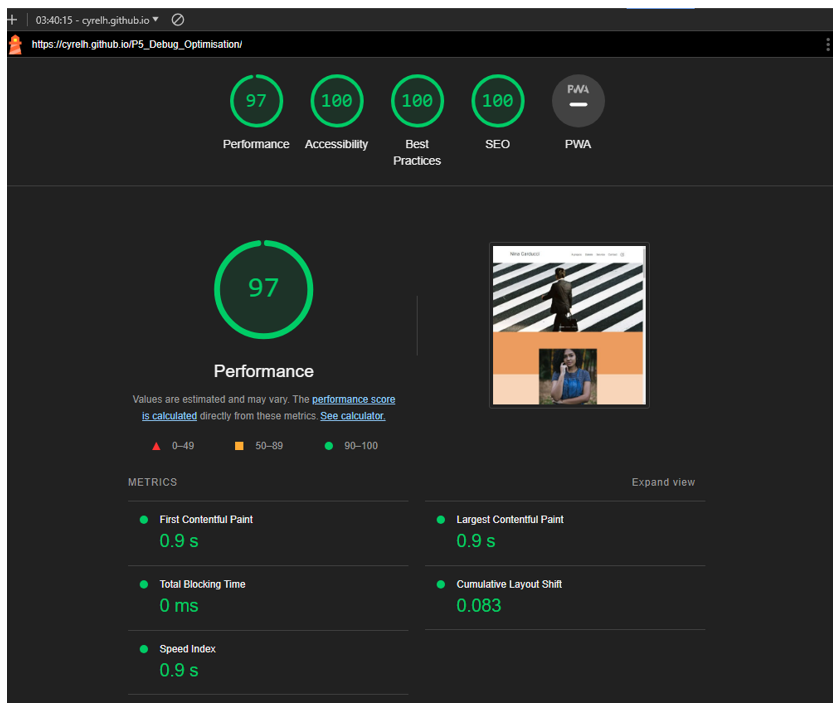 03:40:15 - cyrelh.github.io
https://cyrelh.github.io/P5_Debug_Optimisation/
97
100
100
100
PWA
Performance
Accessibility
Best
Practices
SEO
PWA
97
Performance
Values are estimated and may vary. The performance score
is calculated directly from these metrics. See calculator.
0–49
50–89
90–100
Nina Carducci
METRICS
Expand view
First Contentful Paint
0.9 s
Largest Contentful Paint
0.9 s
Total Blocking Time
0 ms
Cumulative Layout Shift
0.083
Speed Index
0.9 s